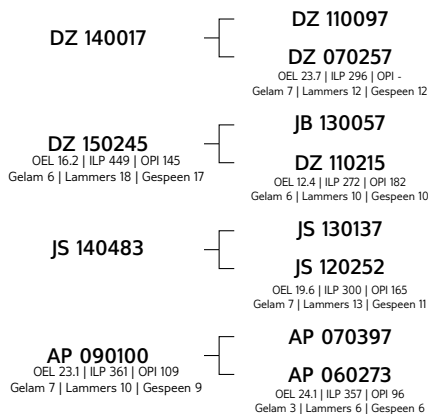 DZ 140017
DZ 110097
DZ 070257
OEL 23.7 | ILP 296 | OPI -
Gelam 7 | Lammers 12 | Gespeen 12
DZ 150245
OEL 16.2 | ILP 449 | OPI 145
Gelam 6 | Lammers 18 | Gespeen 17
JB 130057
DZ 110215
OEL 12.4 | ILP 272 | OPI 182
Gelam 6 | Lammers 10 | Gespeen 10
JS 140483
JS 130137
JS 120252
OEL 19.6 | ILP 300 | OPI 165
Gelam 7 | Lammers 13 | Gespeen 11
AP 090100
OEL 23.1 | ILP 361 | OPI 109
Gelam 7 | Lammers 10 | Gespeen 9
AP 070397
AP 060273
OEL 24.1 | ILP 357 | OPI 96
Gelam 3 | Lammers 6 | Gespeen 6